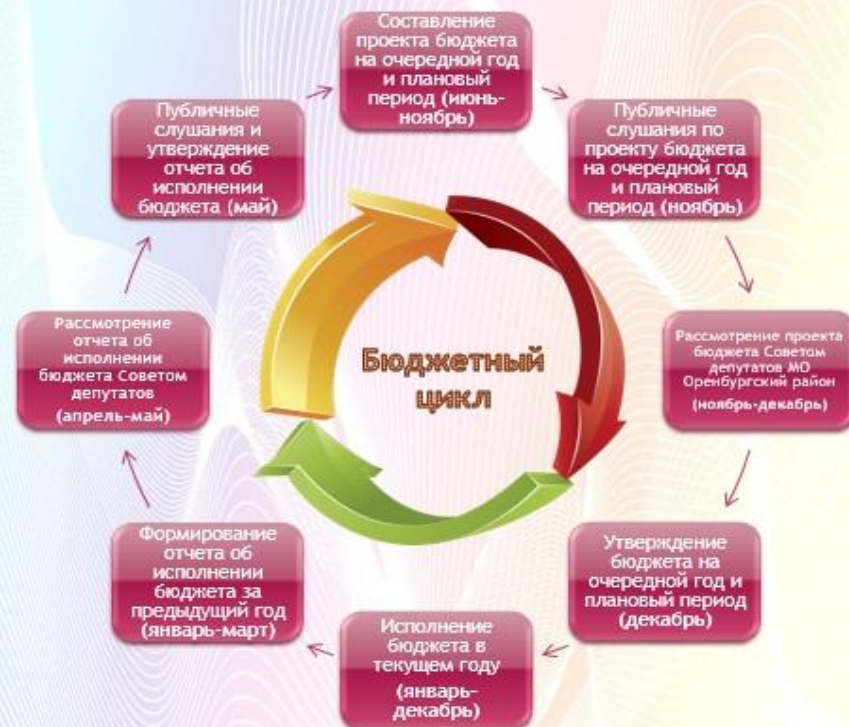 Составление
проекта бюджета
на очередной год
и плановый
период (июнь-
ноябрь)
Публичные
слушания по
проекту бюджета
на очередной год
и плановый
период (ноябрь)
Рассмотрение проекта
бюджета Советом
депутатов МО
Оренбургский район
(ноябрь-декабрь)
Утверждение
бюджета на
очередной год и
плановый период
(декабрь)
Исполнение
бюджета в
текущем году
(январь-
декабрь)
Формирование
отчета об
исполнении
бюджета за
предыдущий год
(январь-март)
Рассмотрение
отчета об
исполнении
бюджета Советом
депутатов
(апрель-май)
Публичные
слушания и
утверждение
отчета об
исполнении
бюджета (май)
Бюджетный
цикл